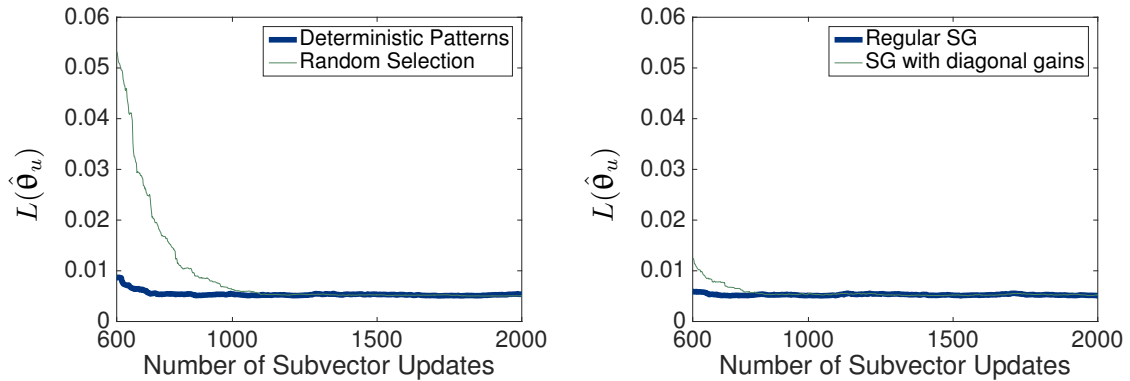 0.06
0.05
0.04
0.03
0.02
0.01
0
L(θ̂_u)
Deterministic Patterns
Random Selection
600
1000
1500
2000
Number of Subvector Updates
0.06
0.05
0.04
0.03
0.02
0.01
0
L(θ̂_u)
Regular SG
SG with diagonal gains
600
1000
1500
2000
Number of Subvector Updates